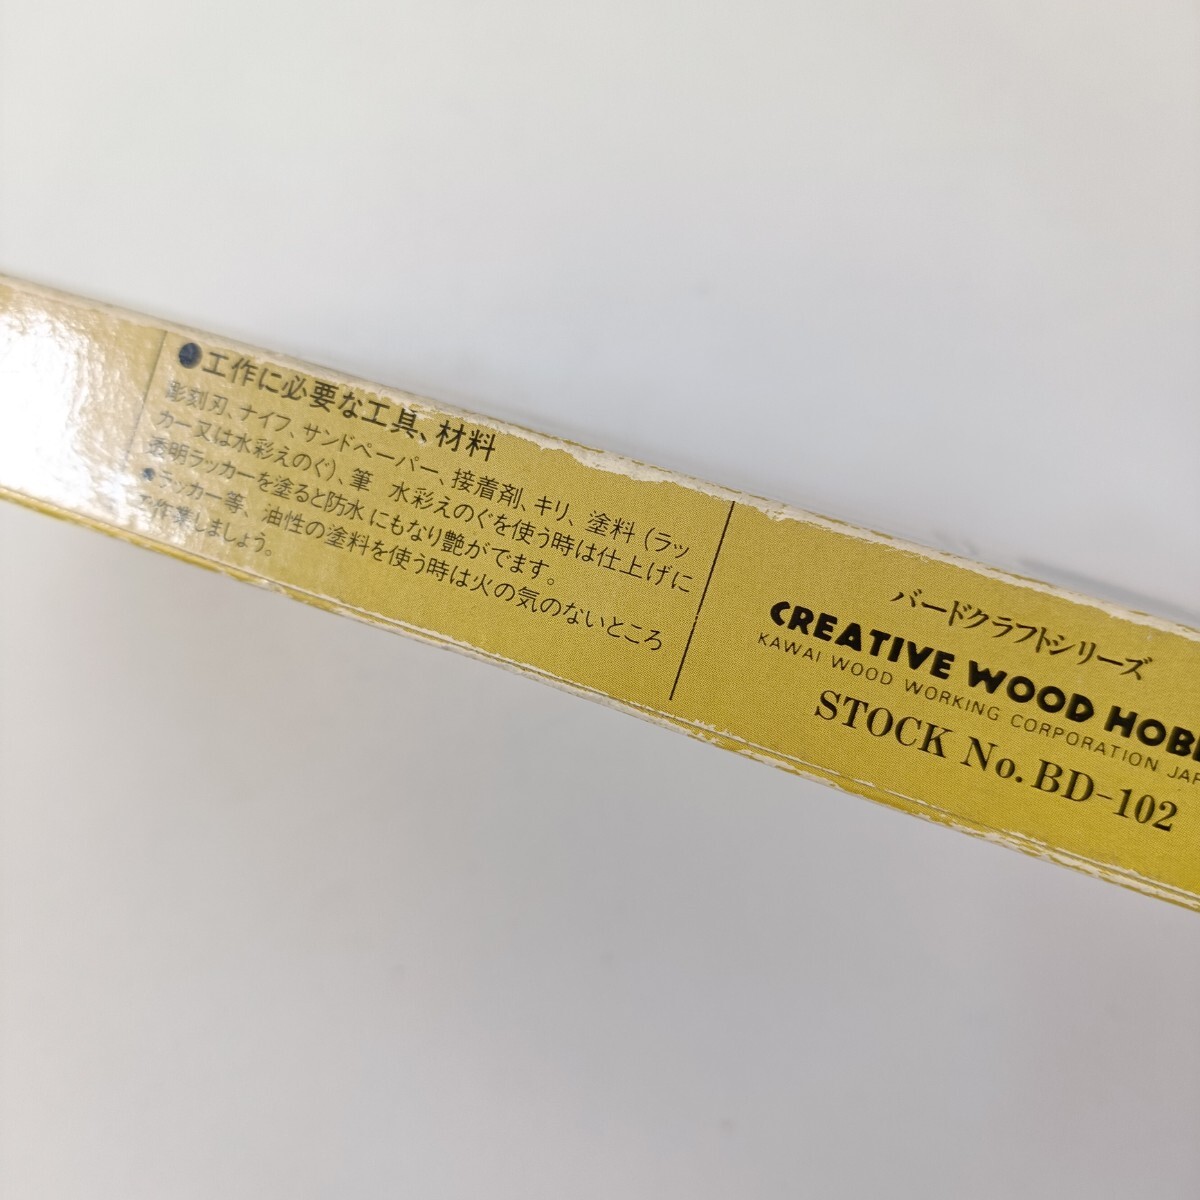 ●工作に必要な工具、材料
彫刻刃、ナイフ、サンドペーパー、接着剤、キリ、塗料(ラッ
カー又は水彩えのぐ)、筆 水彩えのぐを使う時は仕上げに
透明ラッカーを塗ると防水にもなり艶がでます。
●ラッカー等、油性の塗料を使う時は火の気のないところ
で作業しましょう。
バードクラフトシリーズ
CREATIVE WOOD
KAWAI WOOD WORKING CORPORATION
STOCK No. BD-102